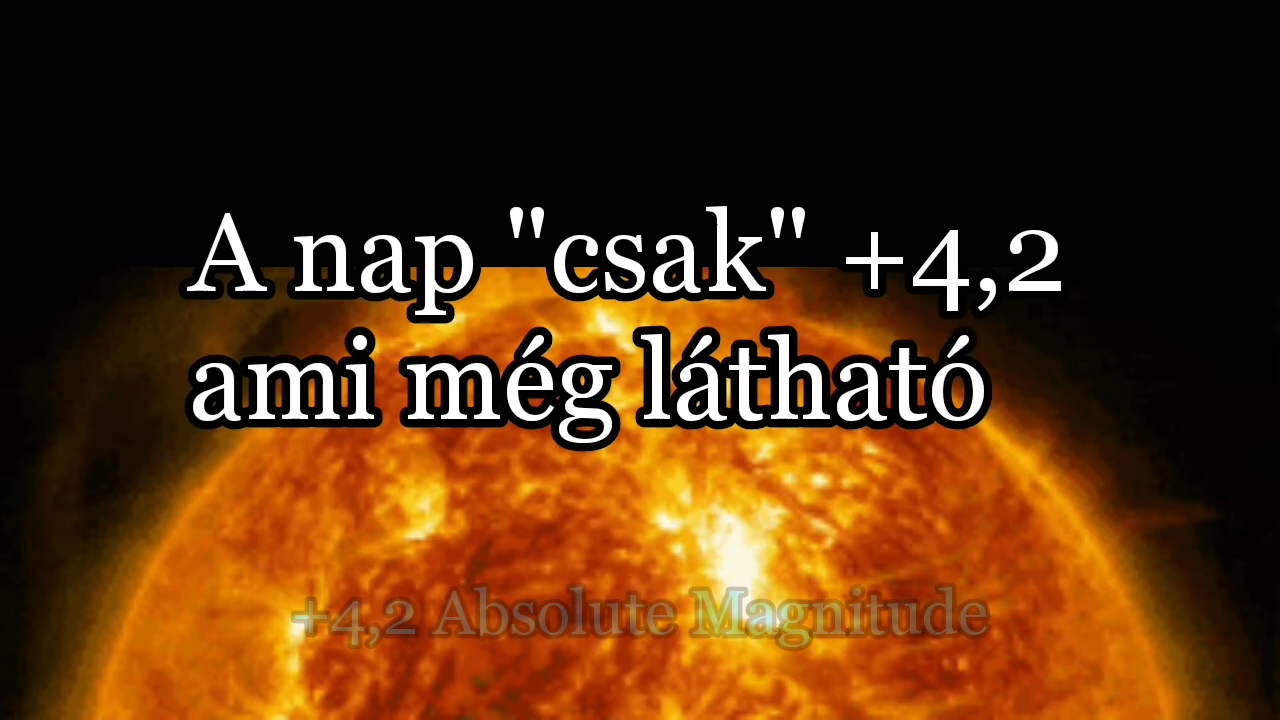 A nap "csak" +4,2
ami még látható
+4,2 Absolute Magnitude